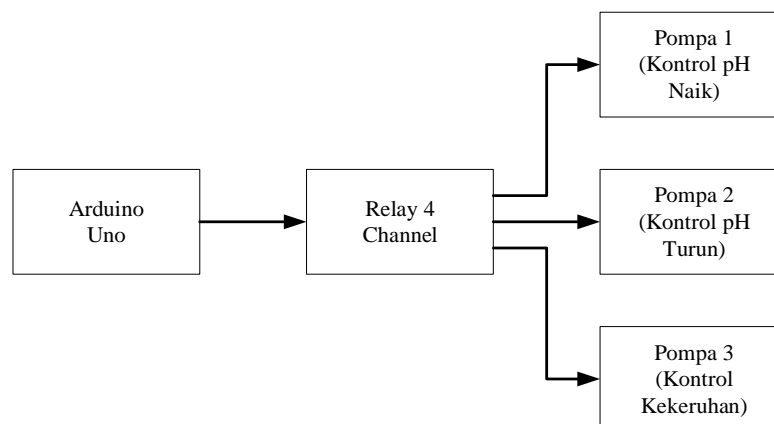 Arduino
Uno
Relay 4
Channel
Pompa 1
(Kontrol pH
Naik)
Pompa 2
(Kontrol pH
Turun)
Pompa 3
(Kontrol
Kekeruhan)